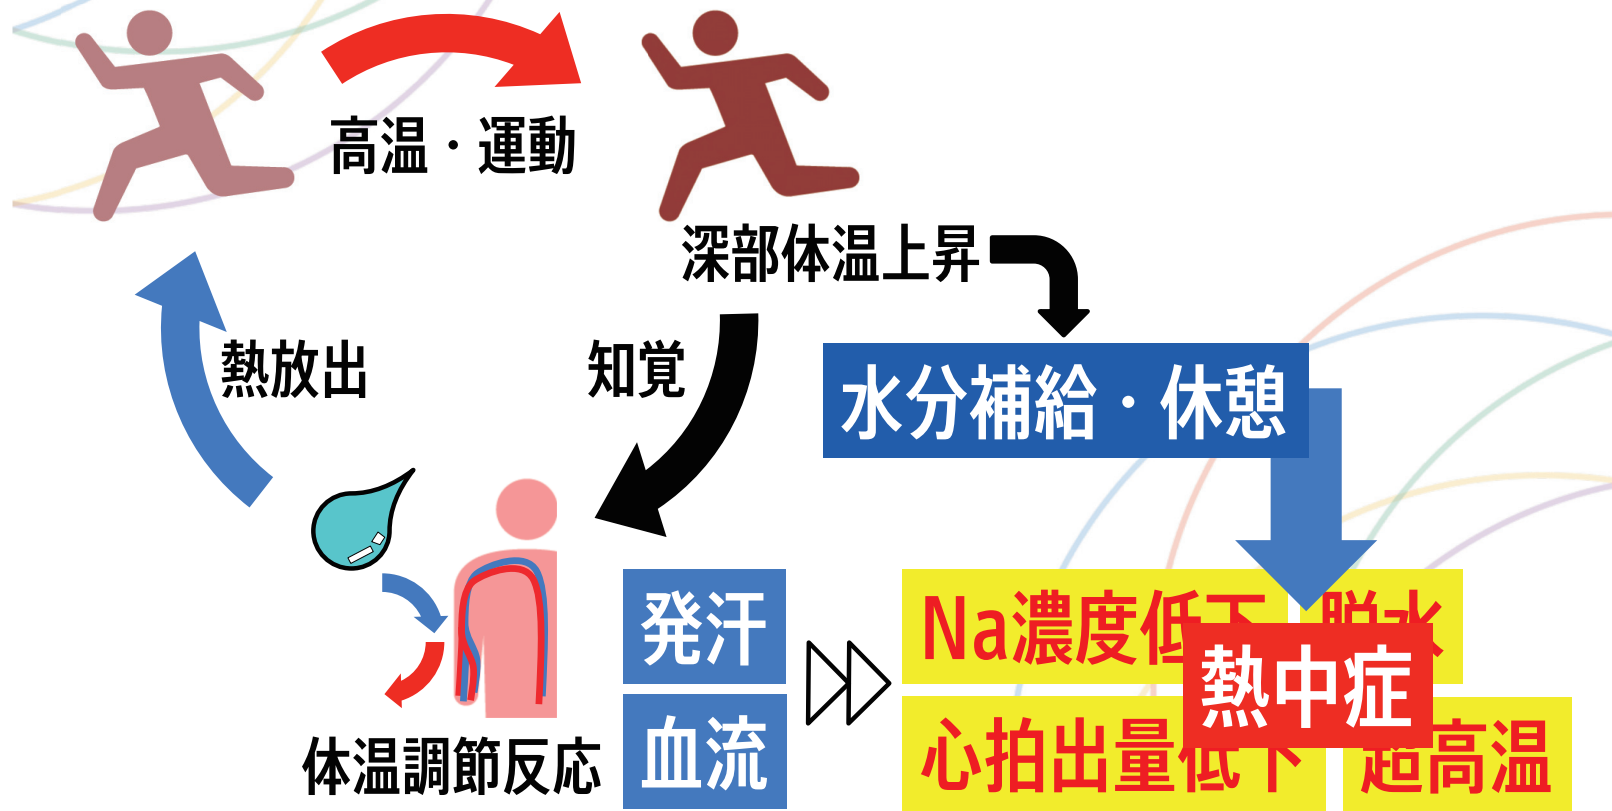 高温・運動
深部体温上昇
熱放出
知覚
水分補給・休憩
発汗
Na濃度低下
脱水
熱中症
血流
心拍出量低下
超高温
体温調節反応